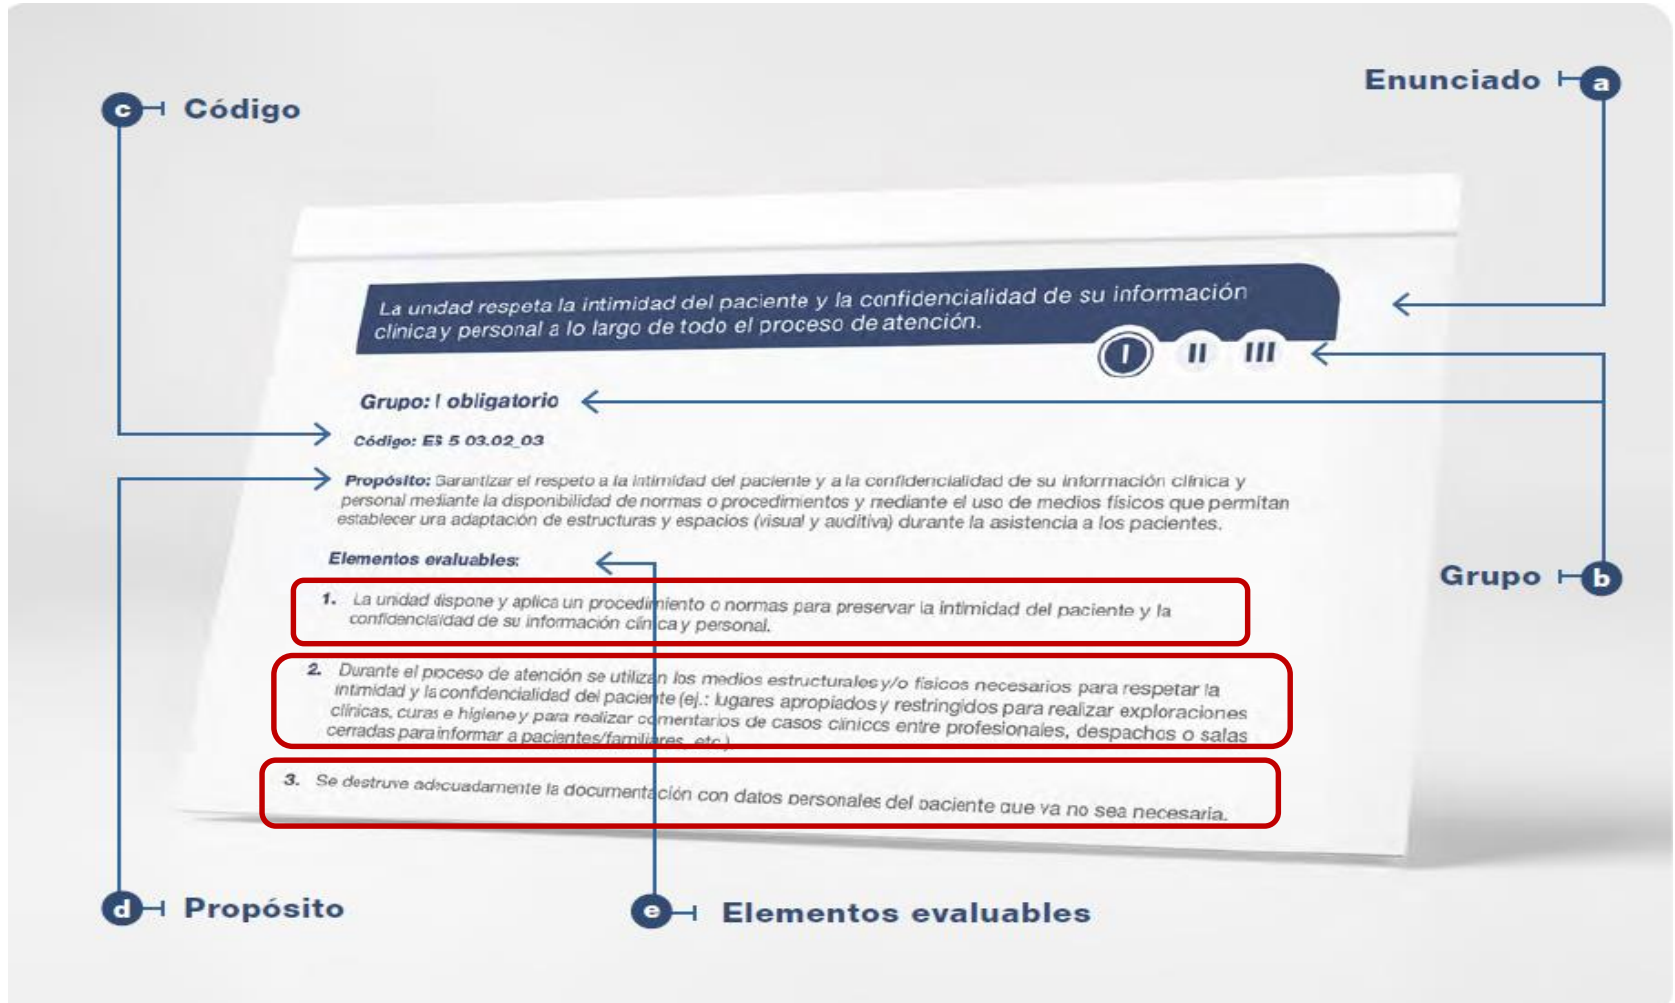 c Código
Enunciado a
La unidad respeta la intimidad del paciente y la confidencialidad de su información
clínica y personal a lo largo de todo el proceso de atención.
I II III
Grupo: I obligatorio
Código: ES 5 03.02_03
Propósito: Garantizar el respeto a la intimidad del paciente y a la confidencialidad de su información clínica y
personal mediante la disponibilidad de normas o procedimientos y mediante el uso de medios físicos que permitan
establecer una adaptación de estructuras y espacios (visual y auditiva) durante la asistencia a los pacientes.
Elementos evaluables:
Grupo b
1. La unidad dispone y aplica un procedimiento o normas para preservar la intimidad del paciente y la
confidencialidad de su información clínica y personal.
2. Durante el proceso de atención se utilizan los medios estructurales y/o físicos necesarios para respetar la
intimidad y la confidencialidad del paciente (ej.: lugares apropiados y restringidos para realizar exploraciones
clínicas, curas e higiene y para realizar comentarios de casos clínicos entre profesionales, despachos o salas
cerradas para informar a pacientes/familiares, etc.)
3. Se destruye adecuadamente la documentación con datos personales del paciente que ya no sea necesaria.
d Propósito
e Elementos evaluables